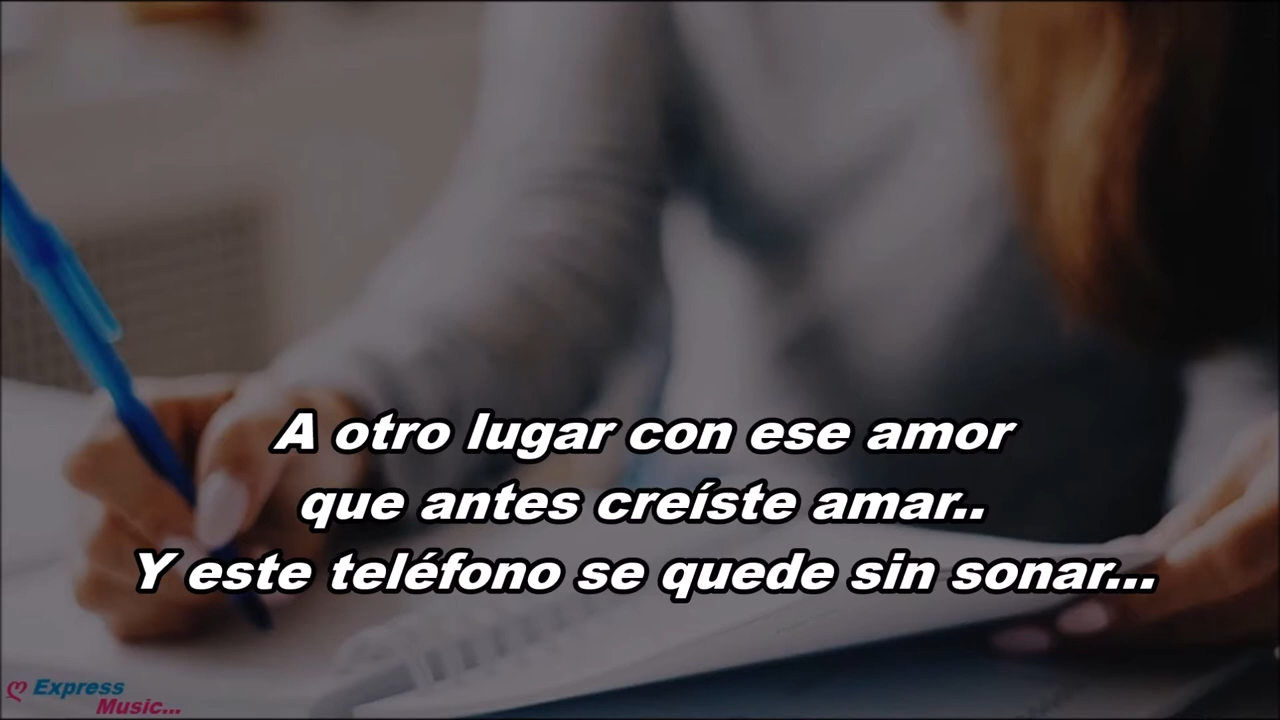 A otro lugar con ese amor
que antes creíste amar..
Y este teléfono se quede sin sonar...
Express
Music...